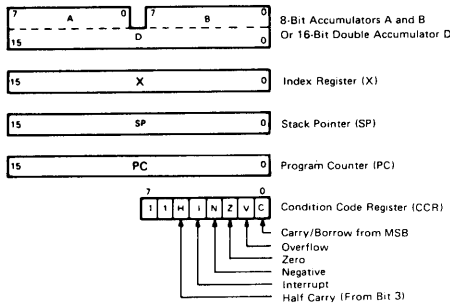 7 A 0 7 B 0 8-Bit Accumulators A and B
15 D 0 Or 16-Bit Double Accumulator D
15 X 0 Index Register (X)
15 SP 0 Stack Pointer (SP)
15 PC 0 Program Counter (PC)
7 0
1 1 H I N Z V C Condition Code Register (CCR)
Carry/Borrow from MSB
Overflow
Zero
Negative
Interrupt
Half Carry (From Bit 3)